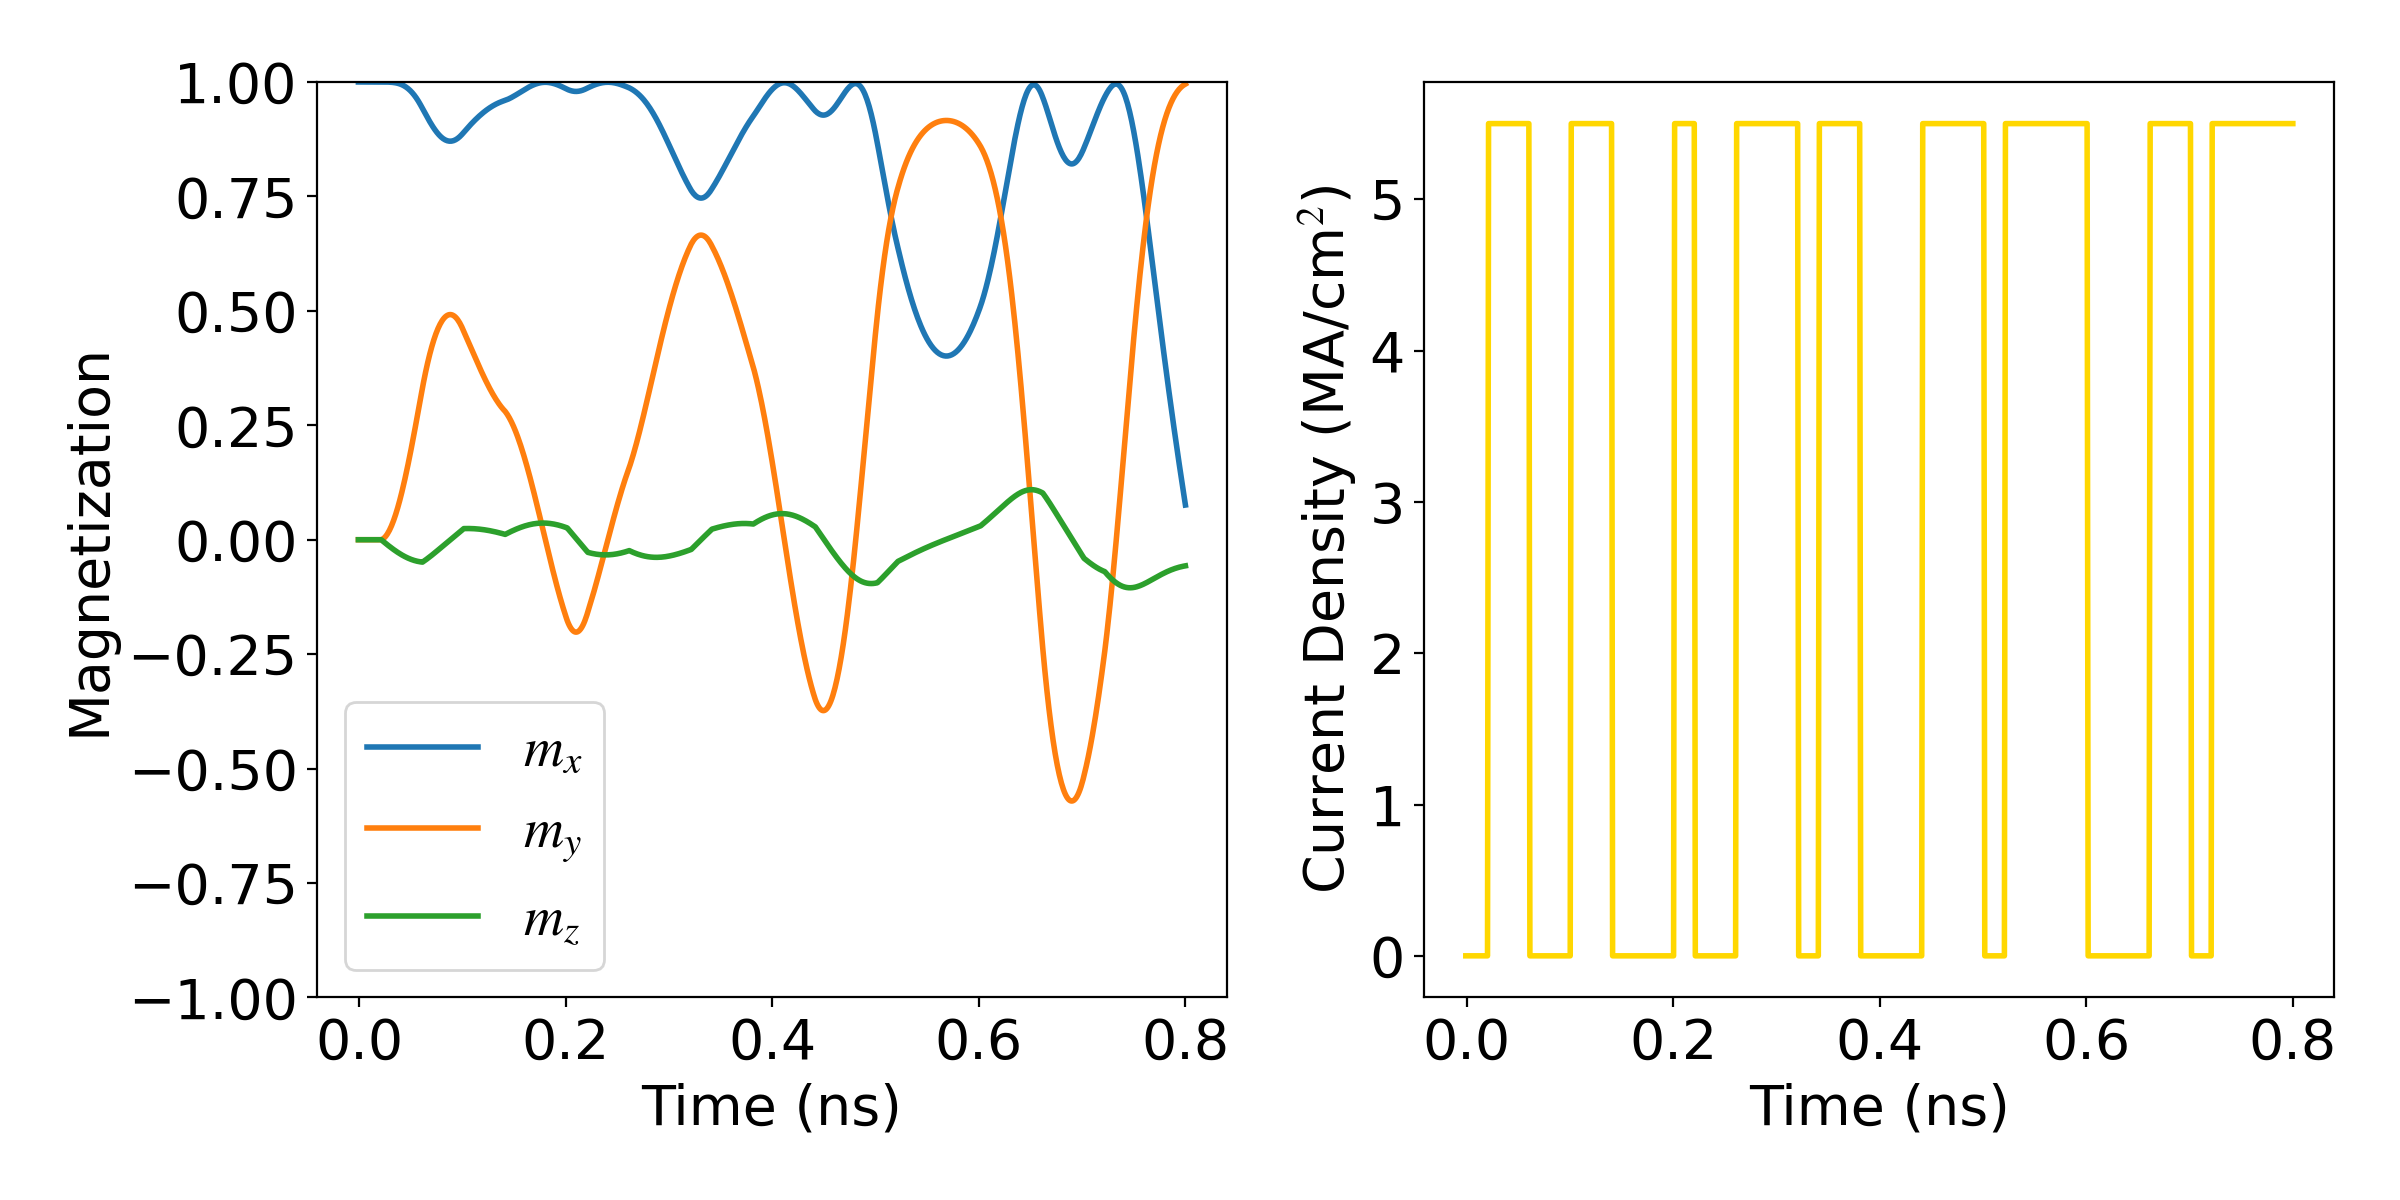 Magnetization
1.00
0.75
0.50
0.25
0.00
−0.25
−0.50
−0.75
−1.00
m_x
m_y
m_z
0.0 0.2 0.4 0.6 0.8
Time (ns)
Current Density (MA/cm²)
5
4
3
2
1
0
0.0 0.2 0.4 0.6 0.8
Time (ns)